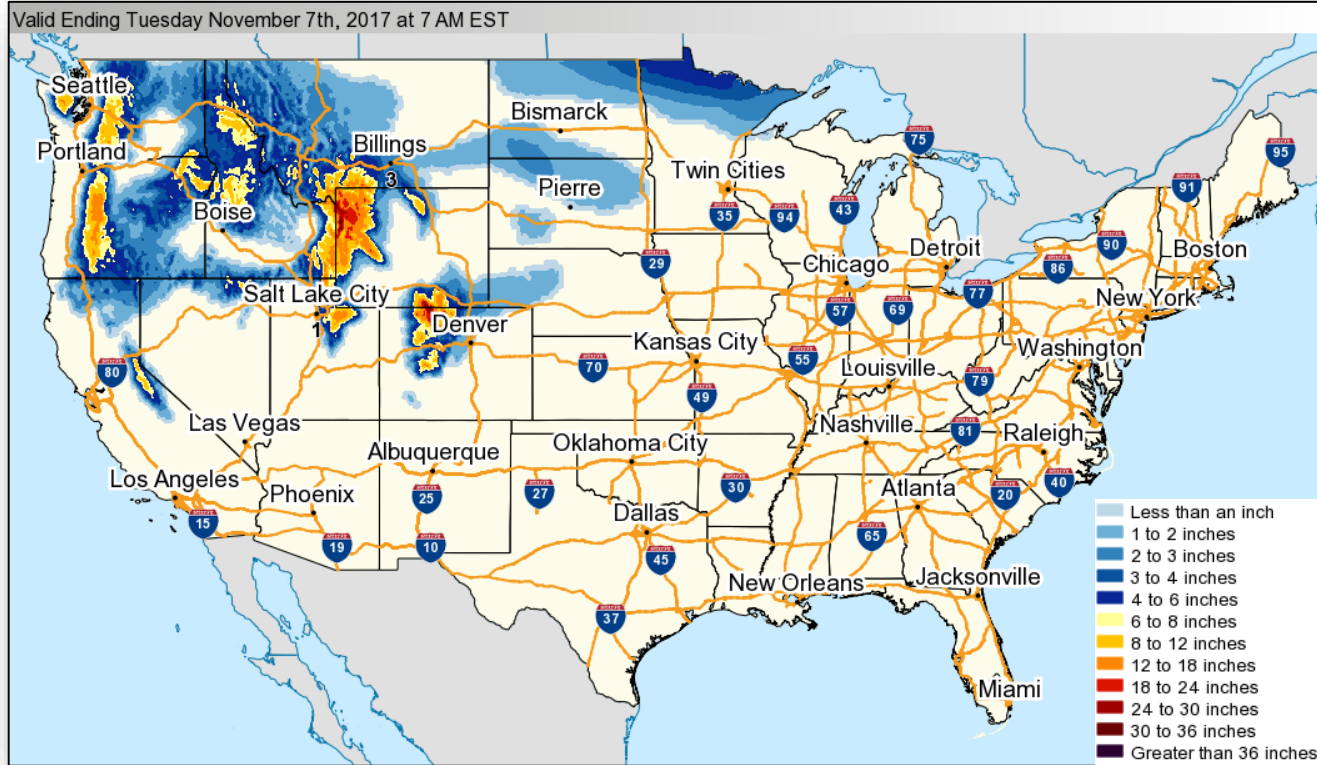 Valid Ending Tuesday November 7th, 2017 at 7 AM EST
Seattle
Portland
Boise
Billings
3
Bismarck
Pierre
Twin Cities
75
95
91
35
94
43
90
Boston
Detroit
86
29
Chicago
Salt Lake City
1
Denver
77
New York
57
69
Kansas City
Washington
80
70
55
Louisville
79
49
Las Vegas
Nashville
81
Raleigh
Albuquerque
Oklahoma City
Los Angeles
Phoenix
25
27
30
Atlanta
20
40
15
Dallas
19
10
45
65
New Orleans
Jacksonville
37
Miami
Less than an inch
1 to 2 inches
2 to 3 inches
3 to 4 inches
4 to 6 inches
6 to 8 inches
8 to 12 inches
12 to 18 inches
18 to 24 inches
24 to 30 inches
30 to 36 inches
Greater than 36 inches